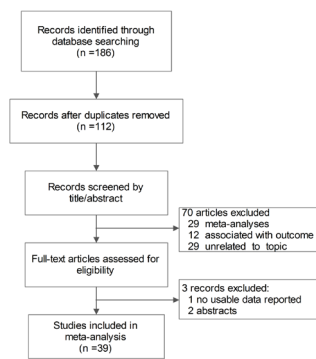 Records identified through
database searching
(n =186)
Records after duplicates removed
(n =112)
Records screened by
title/abstract
70 articles excluded
29 meta-analyses
12 associated with outcome
29 unrelated to topic
Full-text articles assessed for
eligibility
3 records excluded:
1 no usable data reported
2 abstracts
Studies included in
meta-analysis
(n =39)